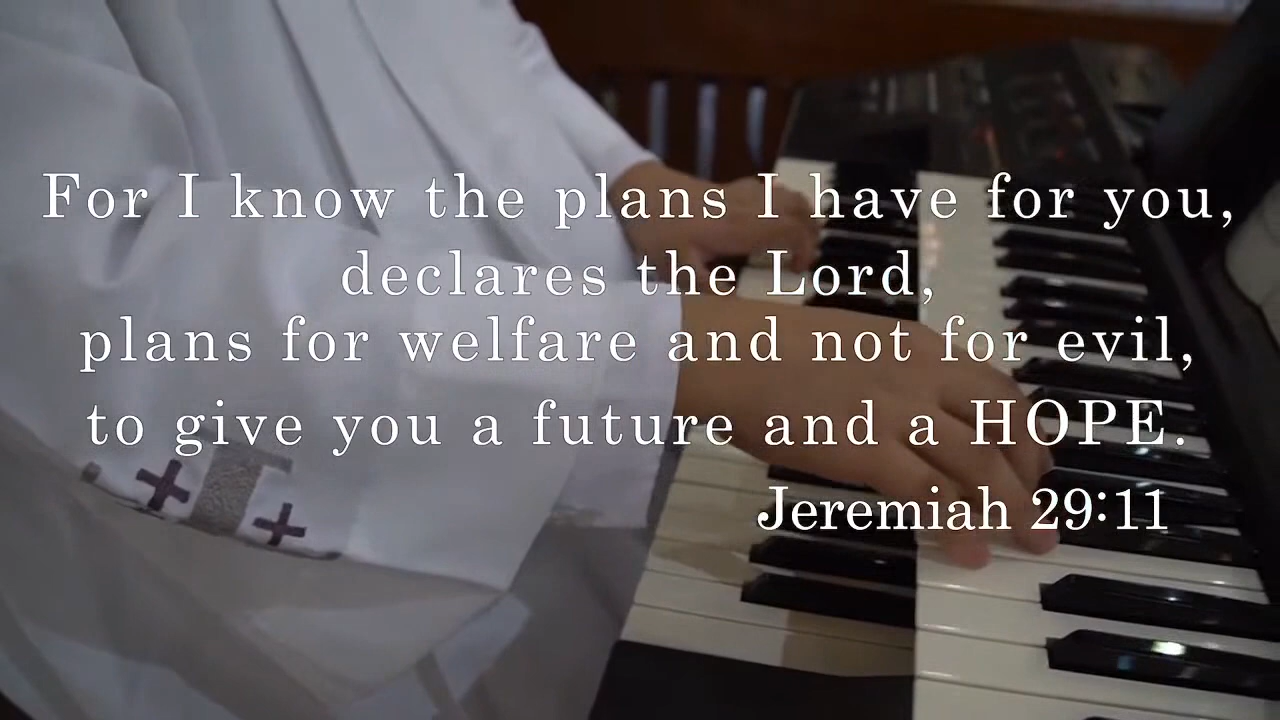 For I know the plans I have for you,
declares the Lord,
plans for welfare and not for evil,
to give you a future and a HOPE.
Jeremiah 29:11